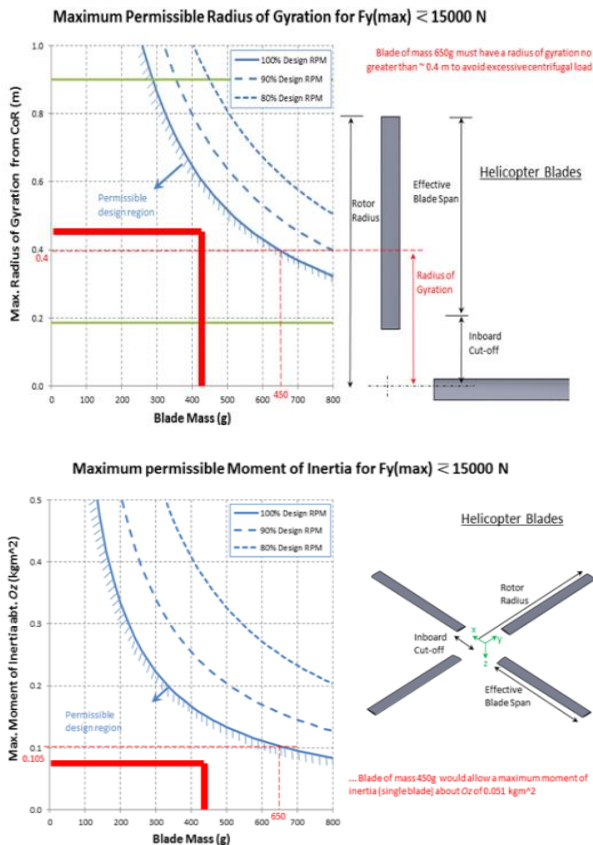 Maximum Permissible Radius of Gyration for Fy(max) ⋜ 15000 N
Max. Radius of Gyration from CoR (m)
1.0
0.8
0.6
0.4
0.2
0.0
0.4
0 100 200 300 400 500 600 700 800
450
Blade Mass (g)
100% Design RPM
90% Design RPM
80% Design RPM
Permissible
design region
Blade of mass 650g must have a radius of gyration no
greater than ~ 0.4 m to avoid excessive centrifugal load
Helicopter Blades
Rotor
Radius
Effective
Blade Span
Radius of
Gyration
Inboard
Cut-off
Maximum permissible Moment of Inertia for Fy(max) ⋜ 15000 N
Max. Moment of Inertia abt. Oz (kgm^2)
0.5
0.4
0.3
0.2
0.1
0.0
0.105
0 100 200 300 400 500 600 700 800
650
Blade Mass (g)
100% Design RPM
90% Design RPM
80% Design RPM
Permissible
design region
Helicopter Blades
Rotor
Radius
Inboard
Cut-off
x
y
z
Effective
Blade Span
... Blade of mass 450g would allow a maximum moment of
inertia (single blade) about Oz of 0.051 kgm^2